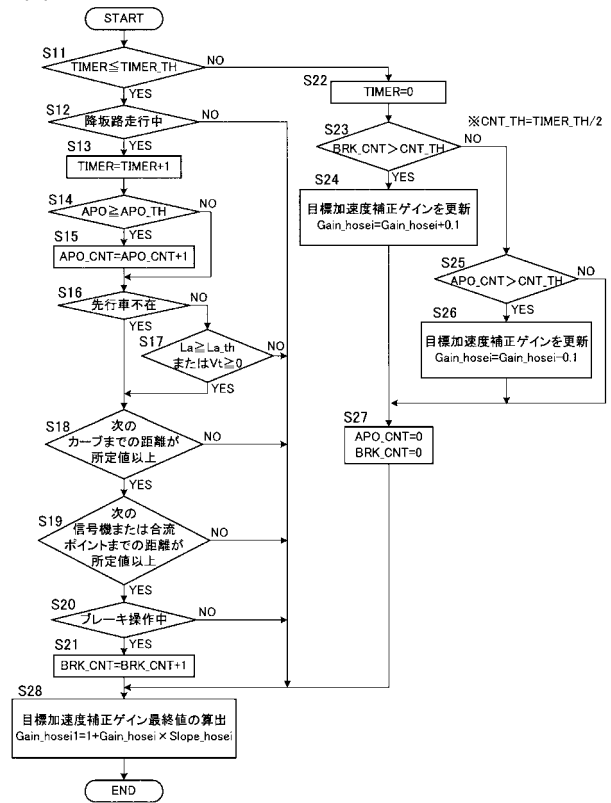 START
S11
TIMER≦TIMER_TH
NO
YES
S12
降坂路走行中
NO
YES
S13
TIMER=TIMER+1
S14
APO≧APO_TH
NO
YES
S15
APO_CNT=APO_CNT+1
S16
先行車不在
NO
YES
S17
La≧La_th
またはVt≧0
NO
YES
S18
次の
カーブまでの距離が
所定値以上
NO
YES
S19
次の
信号機または合流
ポイントまでの距離が
所定値以上
NO
YES
S20
ブレーキ操作中
NO
YES
S21
BRK_CNT=BRK_CNT+1
S22
TIMER=0
※CNT_TH=TIMER_TH/2
S23
BRK_CNT>CNT_TH
NO
YES
S24
目標加速度補正ゲインを更新
Gain_hosei=Gain_hosei+0.1
S25
APO_CNT>CNT_TH
NO
YES
S26
目標加速度補正ゲインを更新
Gain_hosei=Gain_hosei-0.1
S27
APO_CNT=0
BRK_CNT=0
S28
目標加速度補正ゲイン最終値の算出
Gain_hosei1=1+Gain_hosei×Slope_hosei
END